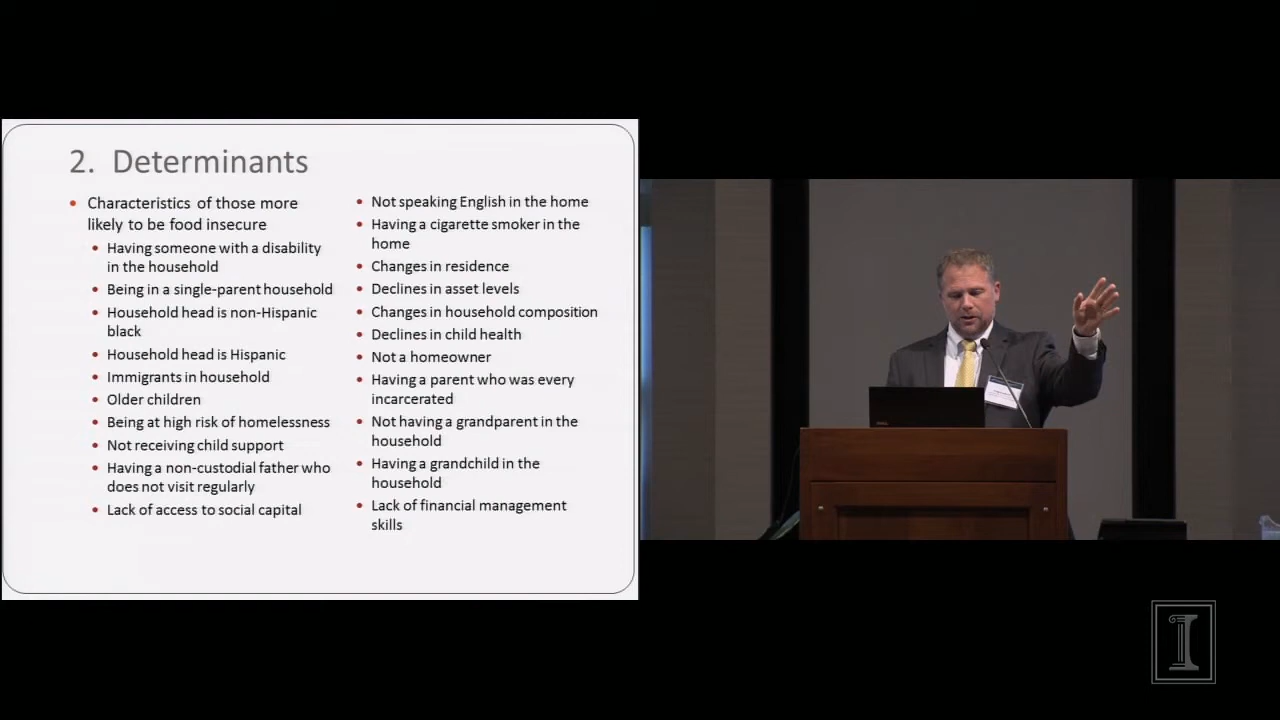 2. Determinants
Characteristics of those more
likely to be food insecure
Having someone with a disability
in the household
Being in a single-parent household
Household head is non-Hispanic
black
Household head is Hispanic
Immigrants in household
Older children
Being at high risk of homelessness
Not receiving child support
Having a non-custodial father who
does not visit regularly
Lack of access to social capital
Not speaking English in the home
Having a cigarette smoker in the
home
Changes in residence
Declines in asset levels
Changes in household composition
Declines in child health
Not a homeowner
Having a parent who was every
incarcerated
Not having a grandparent in the
household
Having a grandchild in the
household
Lack of financial management
skills
I